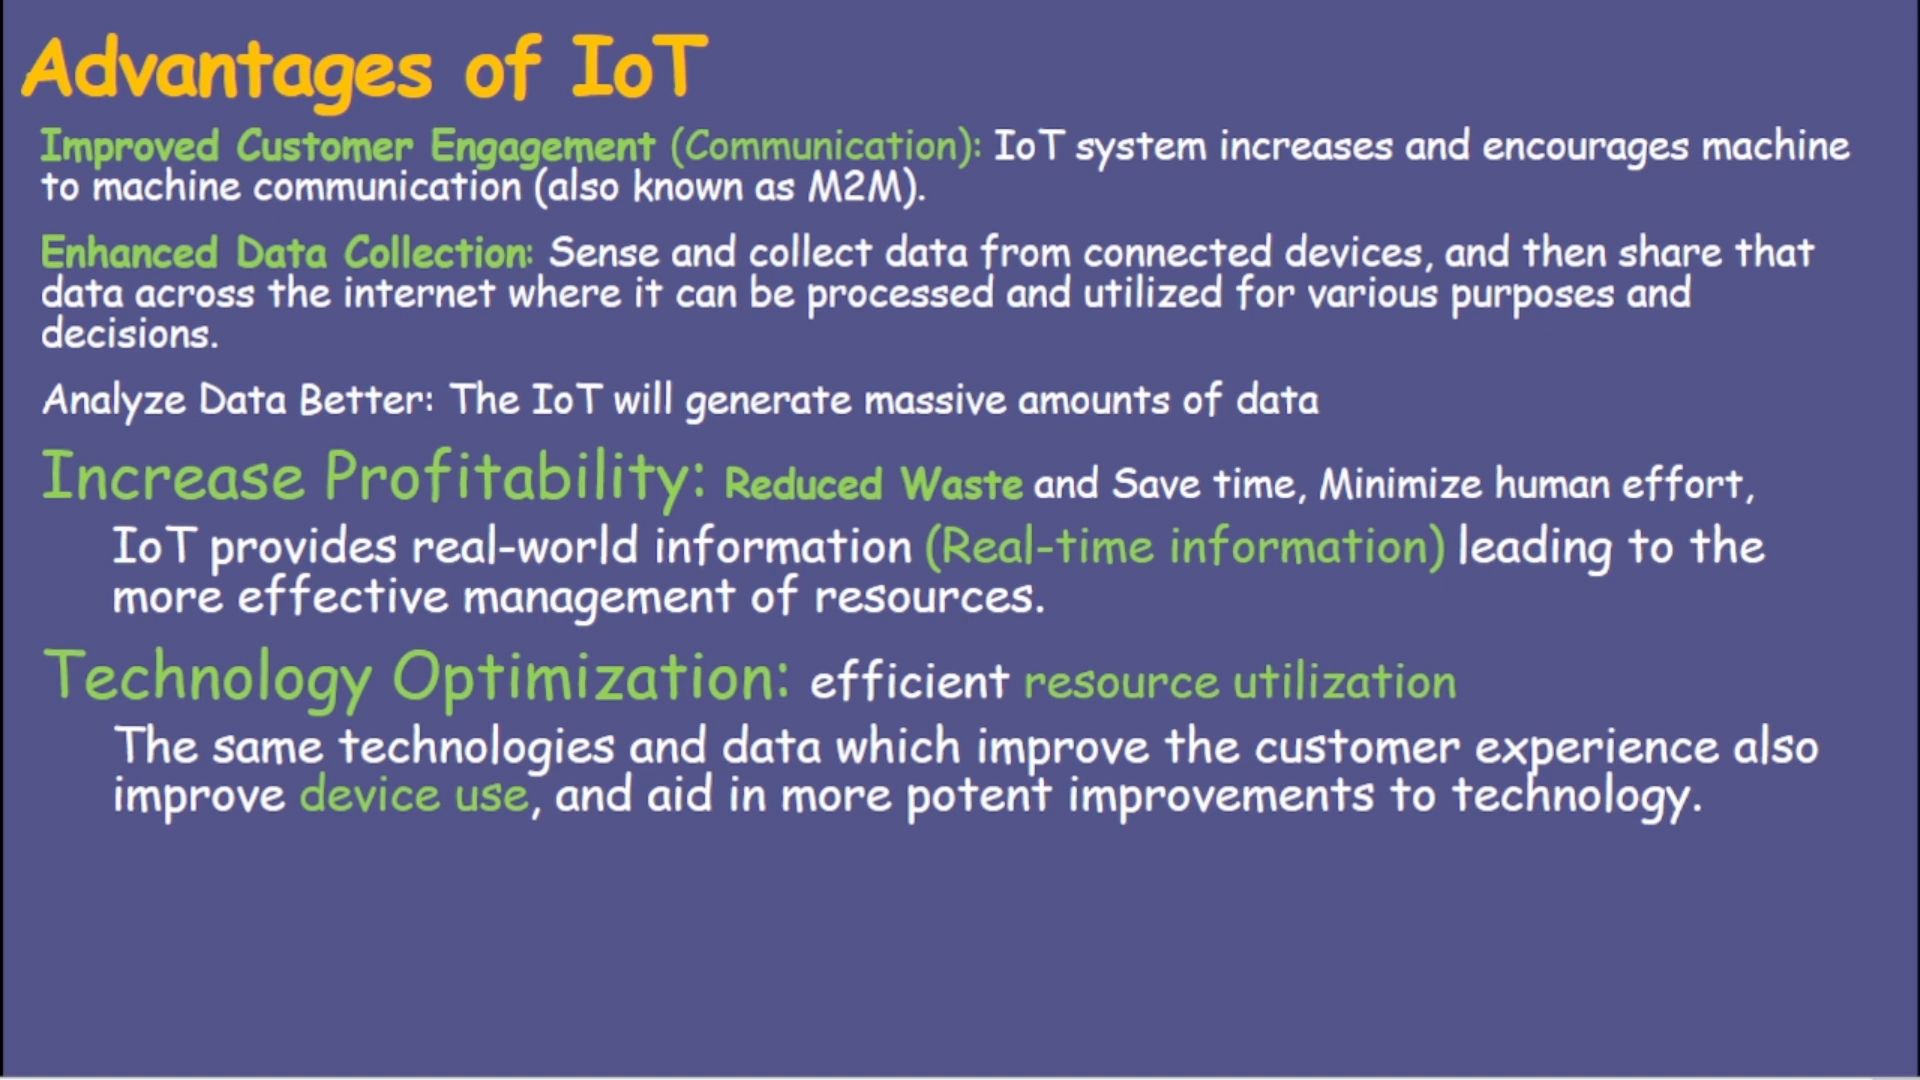 Advantages of IoT
Improved Customer Engagement (Communication): IoT system increases and encourages machine
to machine communication (also known as M2M).
Enhanced Data Collection: Sense and collect data from connected devices, and then share that
data across the internet where it can be processed and utilized for various purposes and
decisions.
Analyze Data Better: The IoT will generate massive amounts of data
Increase Profitability: Reduced Waste and Save time, Minimize human effort,
IoT provides real-world information (Real-time information) leading to the
more effective management of resources.
Technology Optimization: efficient resource utilization
The same technologies and data which improve the customer experience also
improve device use, and aid in more potent improvements to technology.